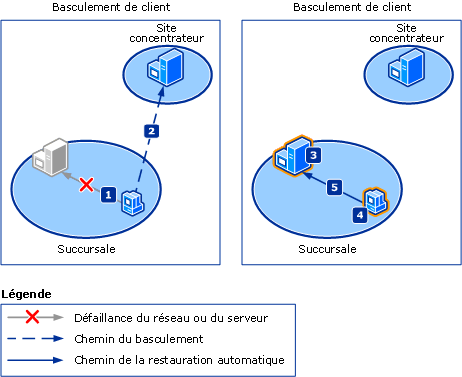 Basculement de client
Site
concentrateur
2
1
Succursale
Basculement de client
Site
concentrateur
3
5
4
Succursale
Légende
Défaillance du réseau ou du serveur
Chemin du basculement
Chemin de la restauration automatique